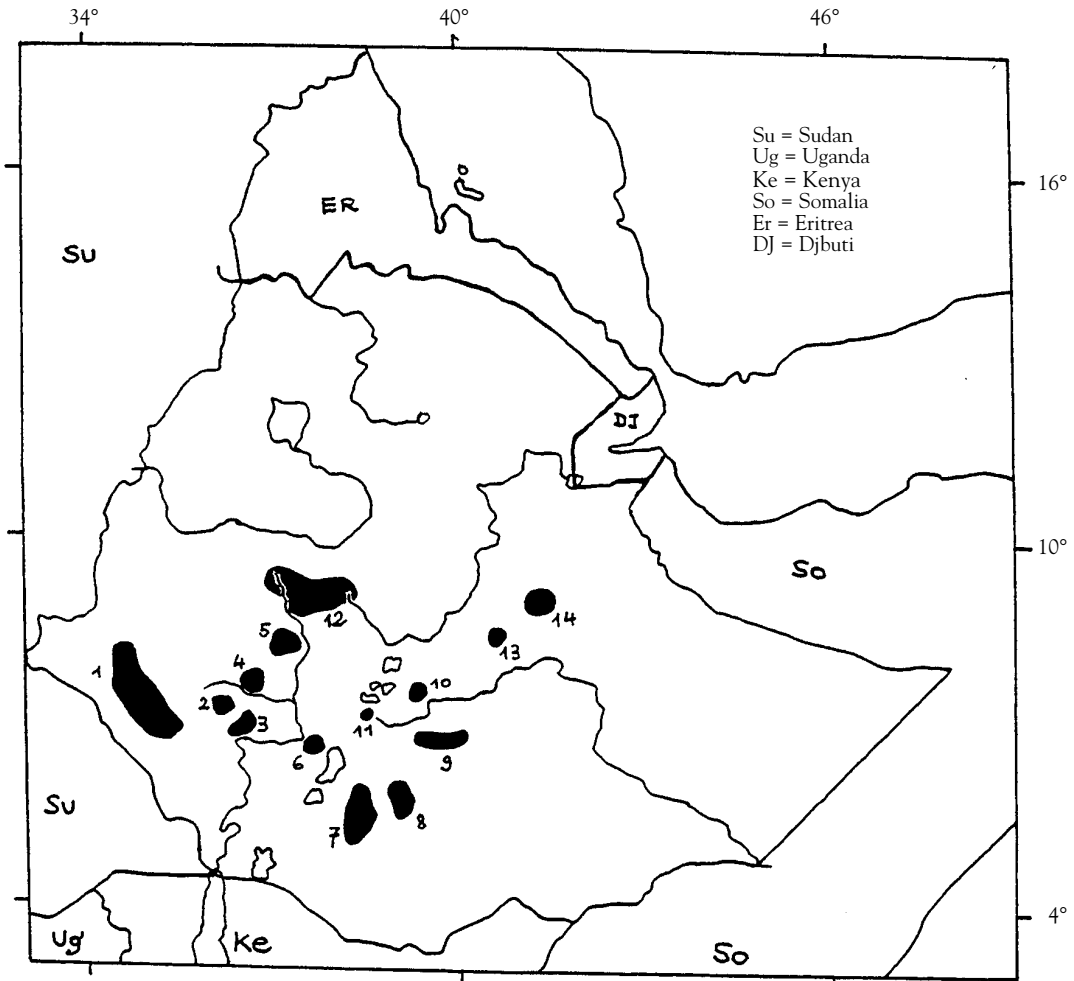 34°
40°
46°
Su = Sudan
Ug = Uganda
Ke = Kenya
So = Somalia
Er = Eritrea
DJ = Djbuti
16°
ER
Su
DJ
10°
So
12
14
5
13
4
1
10
2
3
11
6
9
Su
7
8
4°
Ug
Ke
So